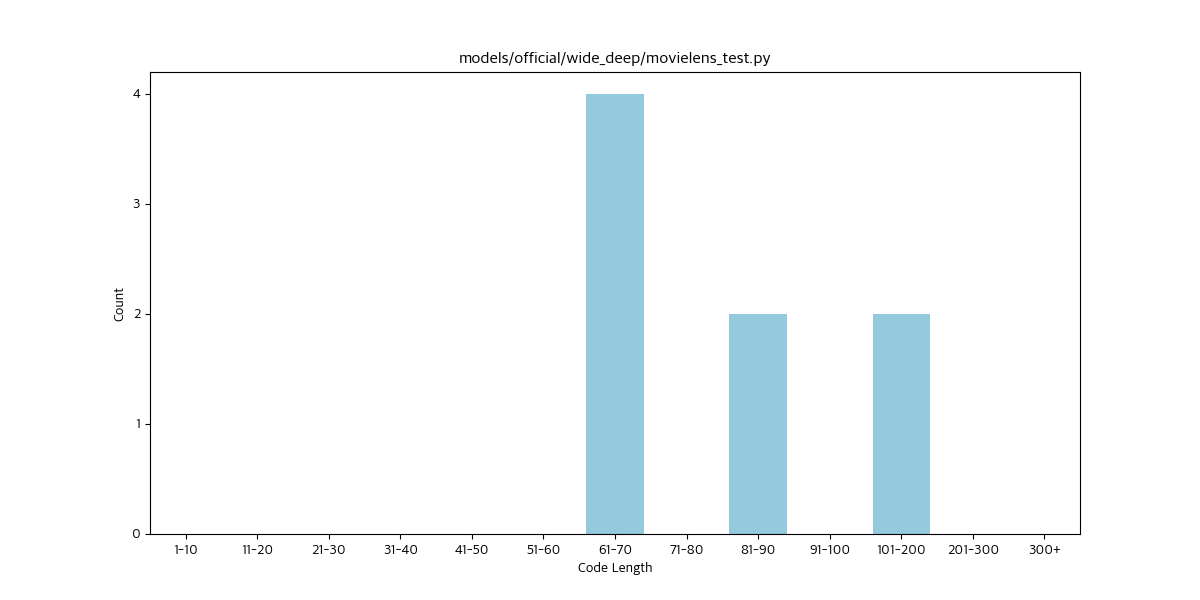 models/official/wide_deep/movielens_test.py
4
3
2
1
0
Count
1-10 11-20 21-30 31-40 41-50 51-60 61-70 71-80 81-90 91-100 101-200 201-300 300+
Code Length